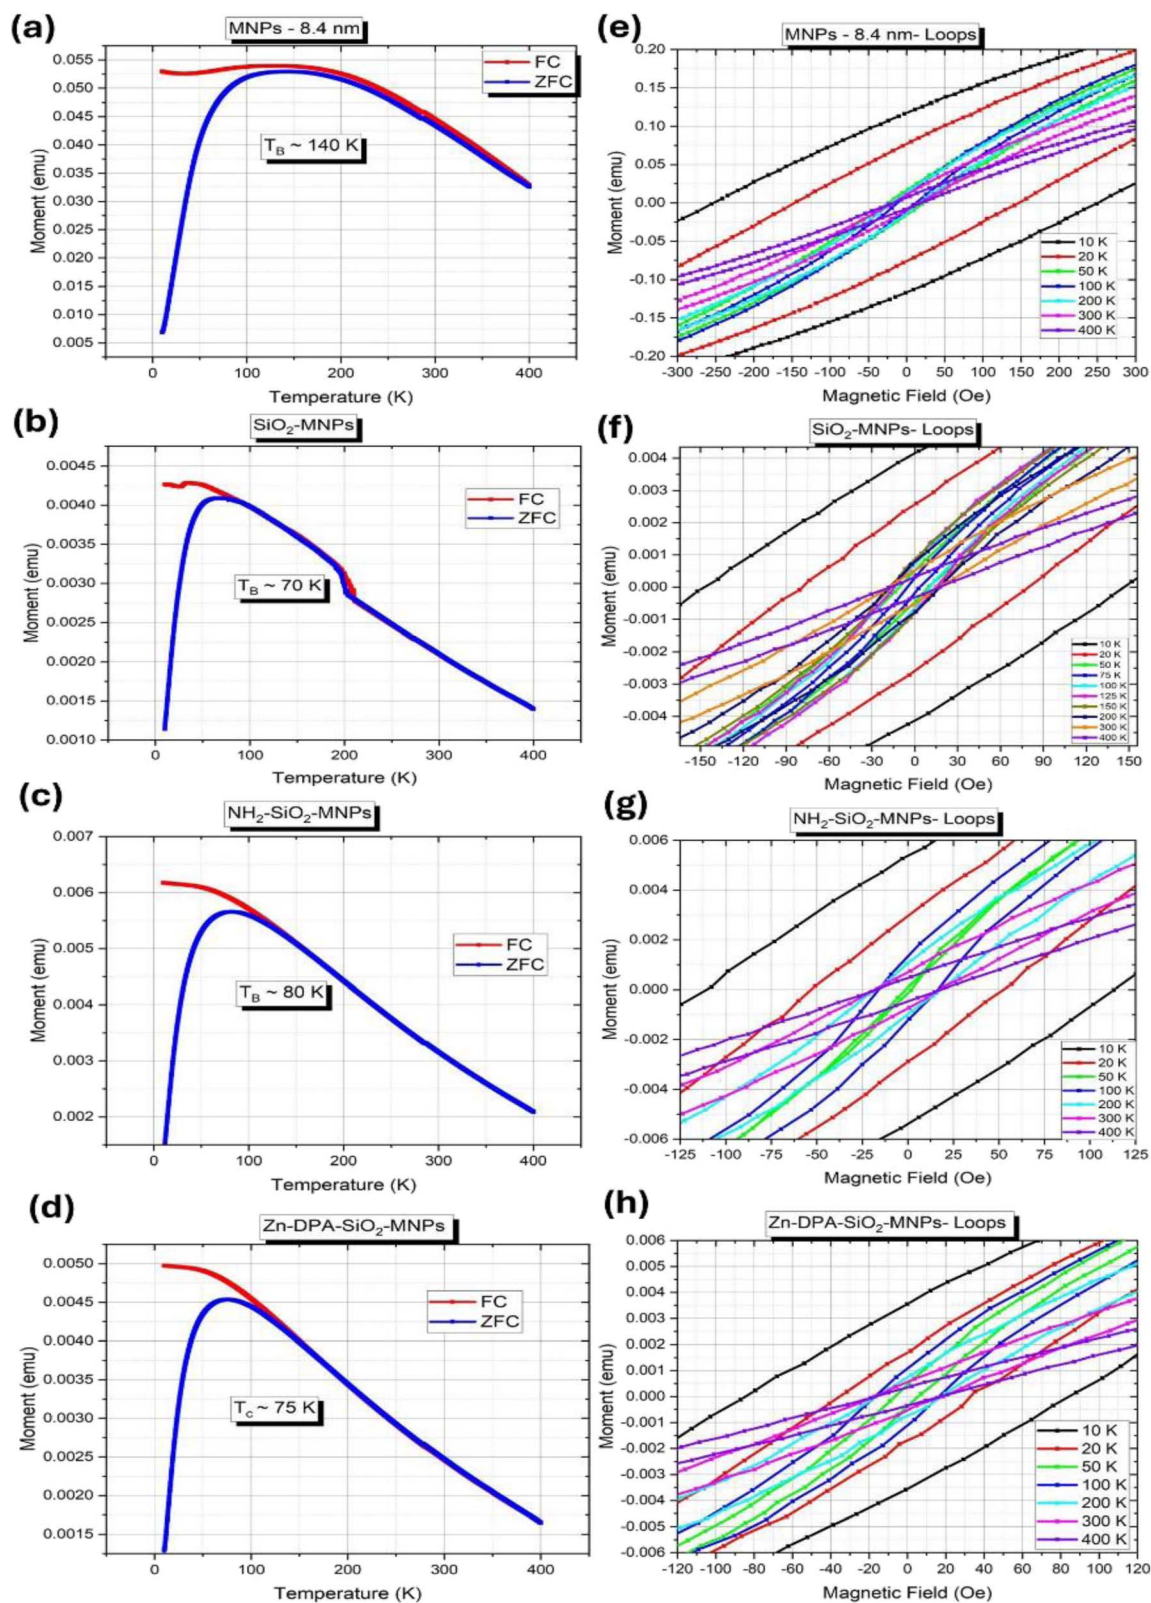 (a)
MNPs - 8.4 nm
0.055
0.050
0.045
0.040
0.035
0.030
0.025
0.020
0.015
0.010
0.005
Moment (emu)
FC
ZFC
T_B ~ 140 K
0 100 200 300 400
Temperature (K)
(e)
MNPs - 8.4 nm- Loops
0.20
0.15
0.10
0.05
0.00
-0.05
-0.10
-0.15
-0.20
Moment (emu)
10 K
20 K
50 K
100 K
200 K
300 K
400 K
-300 -250 -200 -150 -100 -50 0 50 100 150 200 250 300
Magnetic Field (Oe)
(b)
SiO₂-MNPs
0.0045
0.0040
0.0035
0.0030
0.0025
0.0020
0.0015
0.0010
Moment (emu)
FC
ZFC
T_B ~ 70 K
0 100 200 300 400
Temperature (K)
(f)
SiO₂-MNPs- Loops
0.004
0.003
0.002
0.001
0.000
-0.001
-0.002
-0.003
-0.004
Moment (emu)
10 K
20 K
50 K
75 K
100 K
125 K
150 K
200 K
300 K
400 K
-150 -120 -90 -60 -30 0 30 60 90 120 150
Magnetic Field (Oe)
(c)
NH₂-SiO₂-MNPs
0.007
0.006
0.005
0.004
0.003
0.002
Moment (emu)
FC
ZFC
T_B ~ 80 K
0 100 200 300 400
Temperature (K)
(g)
NH₂-SiO₂-MNPs- Loops
0.006
0.004
0.002
0.000
-0.002
-0.004
-0.006
Moment (emu)
10 K
20 K
50 K
100 K
200 K
300 K
400 K
-125 -100 -75 -50 -25 0 25 50 75 100 125
Magnetic Field (Oe)
(d)
Zn-DPA-SiO₂-MNPs
0.0050
0.0045
0.0040
0.0035
0.0030
0.0025
0.0020
0.0015
Moment (emu)
FC
ZFC
T_c ~ 75 K
0 100 200 300 400
Temperature (K)
(h)
Zn-DPA-SiO₂-MNPs- Loops
0.006
0.005
0.004
0.003
0.002
0.001
0.000
-0.001
-0.002
-0.003
-0.004
-0.005
-0.006
Moment (emu)
10 K
20 K
50 K
100 K
200 K
300 K
400 K
-120 -100 -80 -60 -40 -20 0 20 40 60 80 100 120
Magnetic Field (Oe)